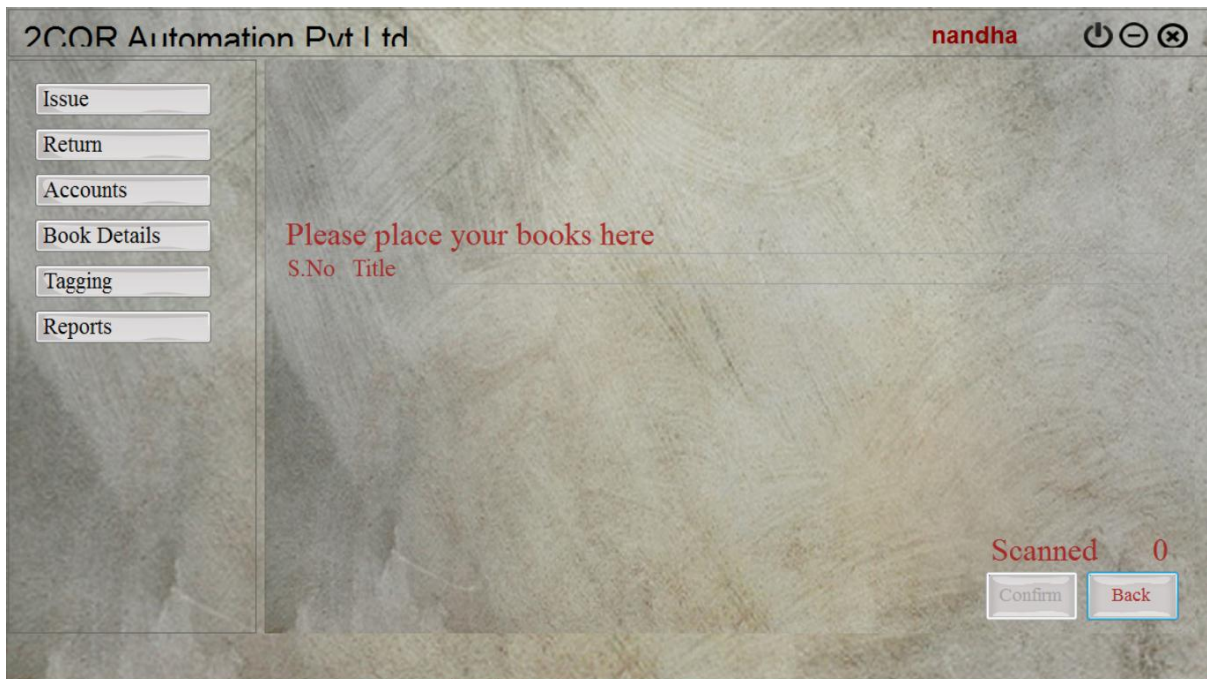 2CQR Automation Pvt Ltd
nandha
Issue
Return
Accounts
Book Details
Tagging
Reports
Please place your books here
S.No Title
Scanned 0
Confirm Back